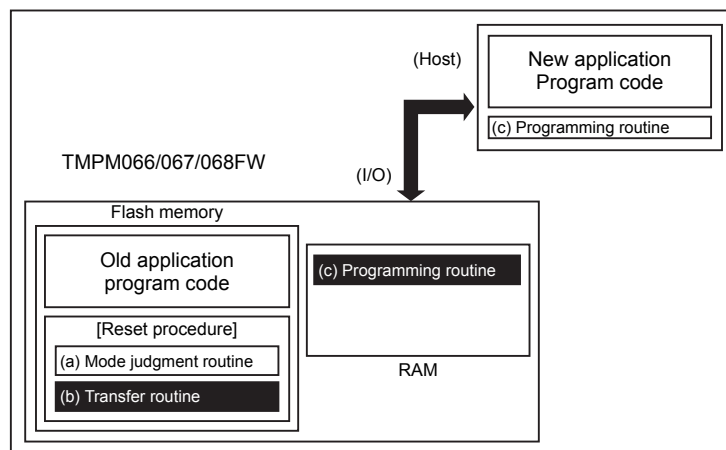 (Host)
New application
Program code
(c) Programming routine
TMPM066/067/068FW
(I/O)
Flash memory
Old application
program code
[Reset procedure]
(a) Mode judgment routine
(b) Transfer routine
(c) Programming routine
RAM